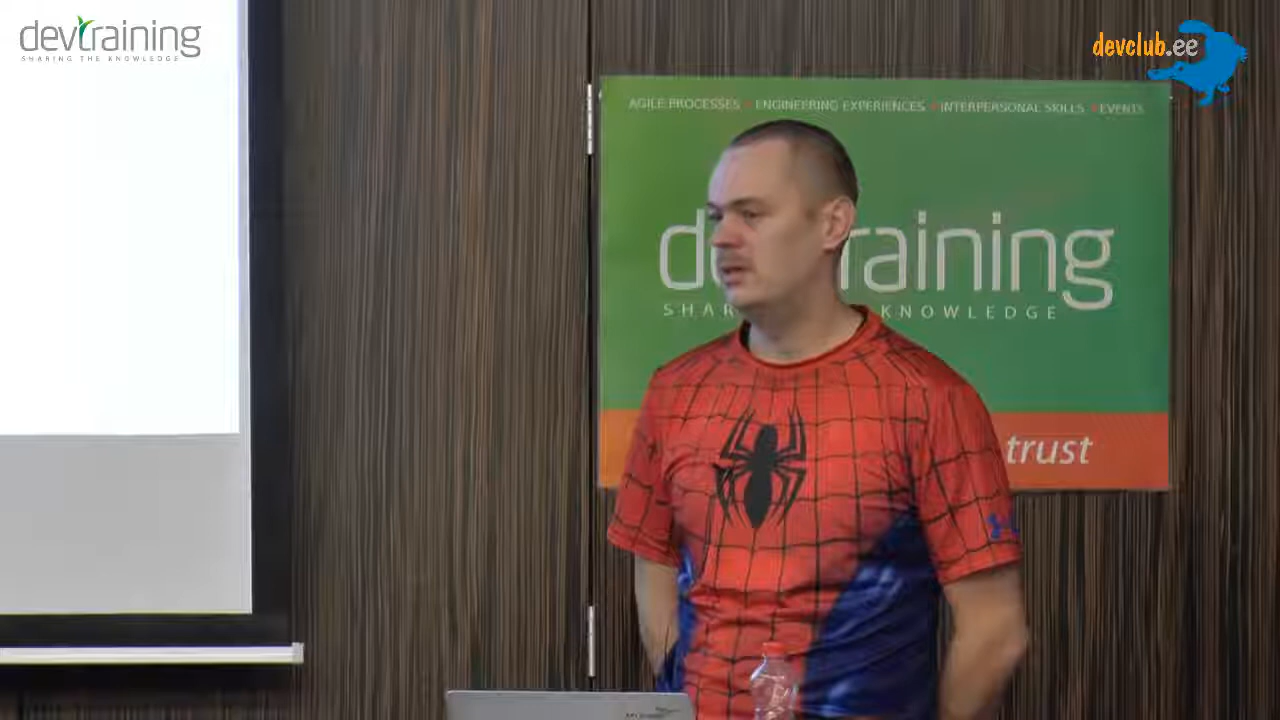 devtraining
SHARING THE KNOWLEDGE
devclub.ee
AGILE PROCESSES
ENGINEERING EXPERIENCES
INTERPERSONAL SKILLS
EVENTS
d raining
SHAR KNOWLEDGE
trust